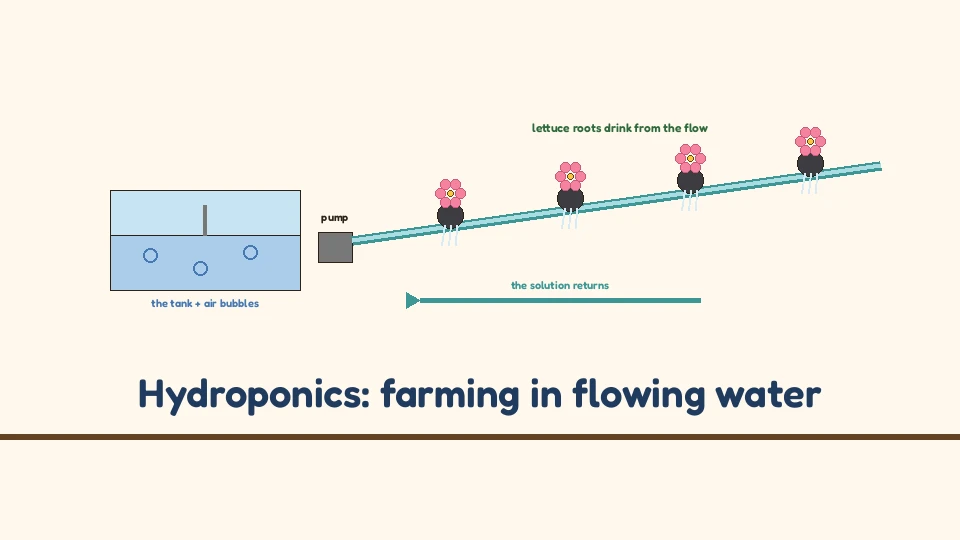 lettuce roots drink from the flow
pump
the solution returns
the tank + air bubbles
Hydroponics: farming in flowing water